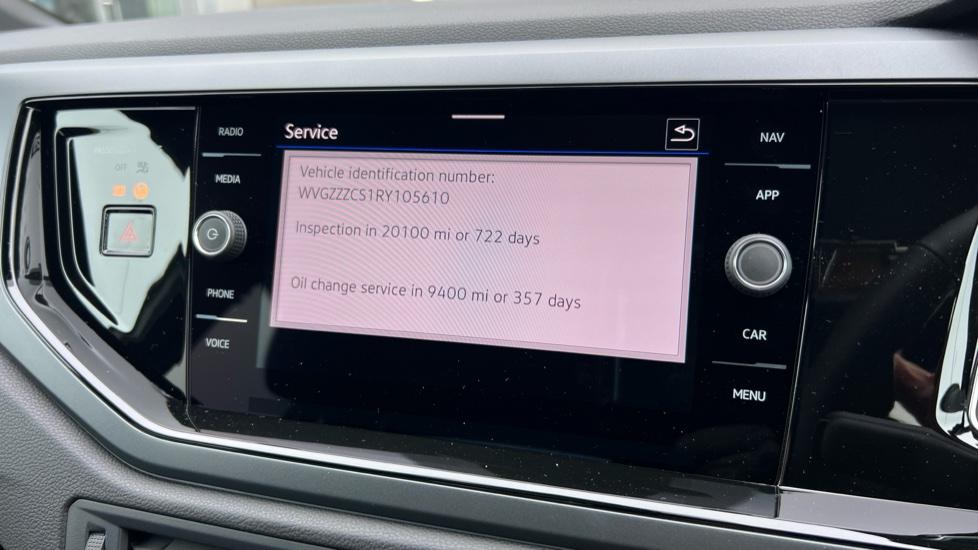 Service
Vehicle identification number:
WVGZZZCS1RY105610
Inspection in 20100 mi or 722 days
Oil change service in 9400 mi or 357 days
RADIO
MEDIA
PHONE
VOICE
NAV
APP
CAR
MENU
OFF